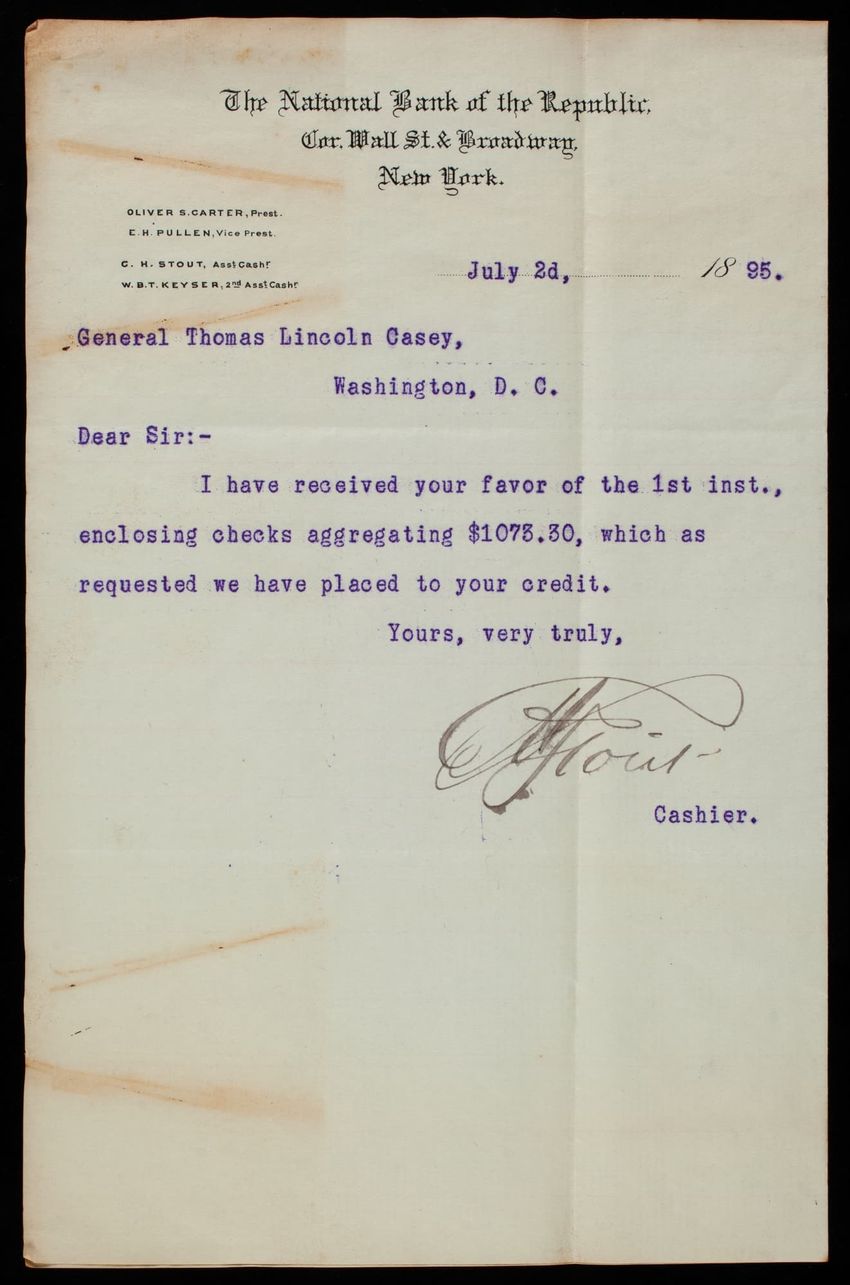 The National Bank of the Republic,
Cor. Wall St. & Broadway,
New York.
OLIVER S. CARTER, Prest.
E. H. PULLEN, Vice Prest.
C. H. STOUT, Asst Cashr
W. B. T. KEYSER, 2nd Asst Cashr
July 2d, 1895.
General Thomas Lincoln Casey,
Washington, D. C.
Dear Sir:-
I have received your favor of the 1st inst.,
enclosing checks aggregating $1073.30, which as
requested we have placed to your credit.
Yours, very truly,
C H Stout
Cashier.